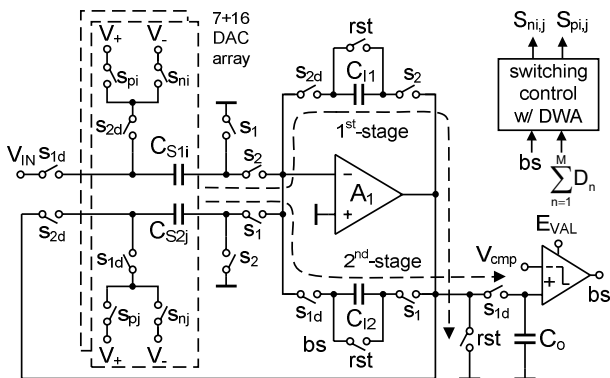 7+16
DAC
array
V+ V-
Spi Sni
S2d
VIN S1d
CS1i
S1
S2
S2d
rst
CI1
S2
1st-stage
A1
-
+
Sni,j Spi,j
switching
control
w/ DWA
bs
M
∑ Dn
n=1
S2d
CS2j
S1
S2
S1d
Spj Snj
V+ V-
2nd-stage
S1d
CI2
S1
bs
rst
EVAL
Vcmp
-
+
bs
S1d
rst
Co